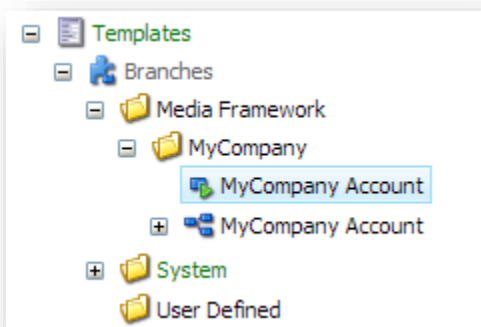 Templates
Branches
Media Framework
MyCompany
MyCompany Account
MyCompany Account
System
User Defined